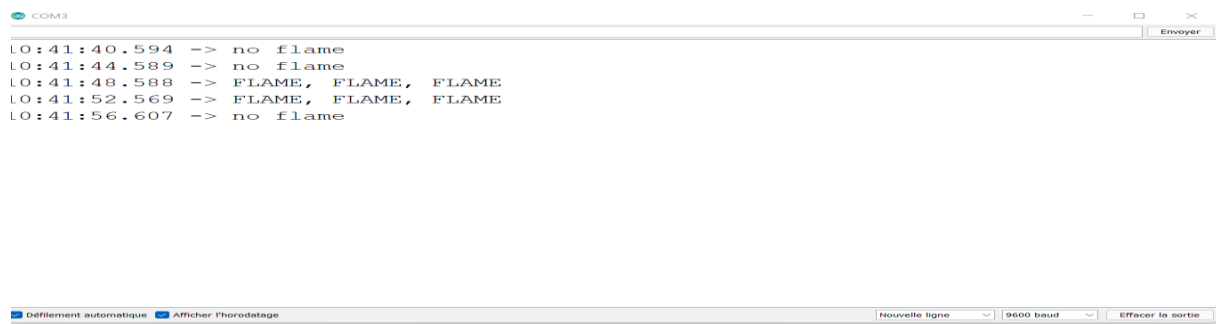 COM3
Envoyer
10:41:40.594 -> no flame
10:41:44.589 -> no flame
10:41:48.588 -> FLAME, FLAME, FLAME
10:41:52.569 -> FLAME, FLAME, FLAME
10:41:56.607 -> no flame
Défilement automatique Afficher l'horodatage Nouvelle ligne 9600 baud Effacer la sortie